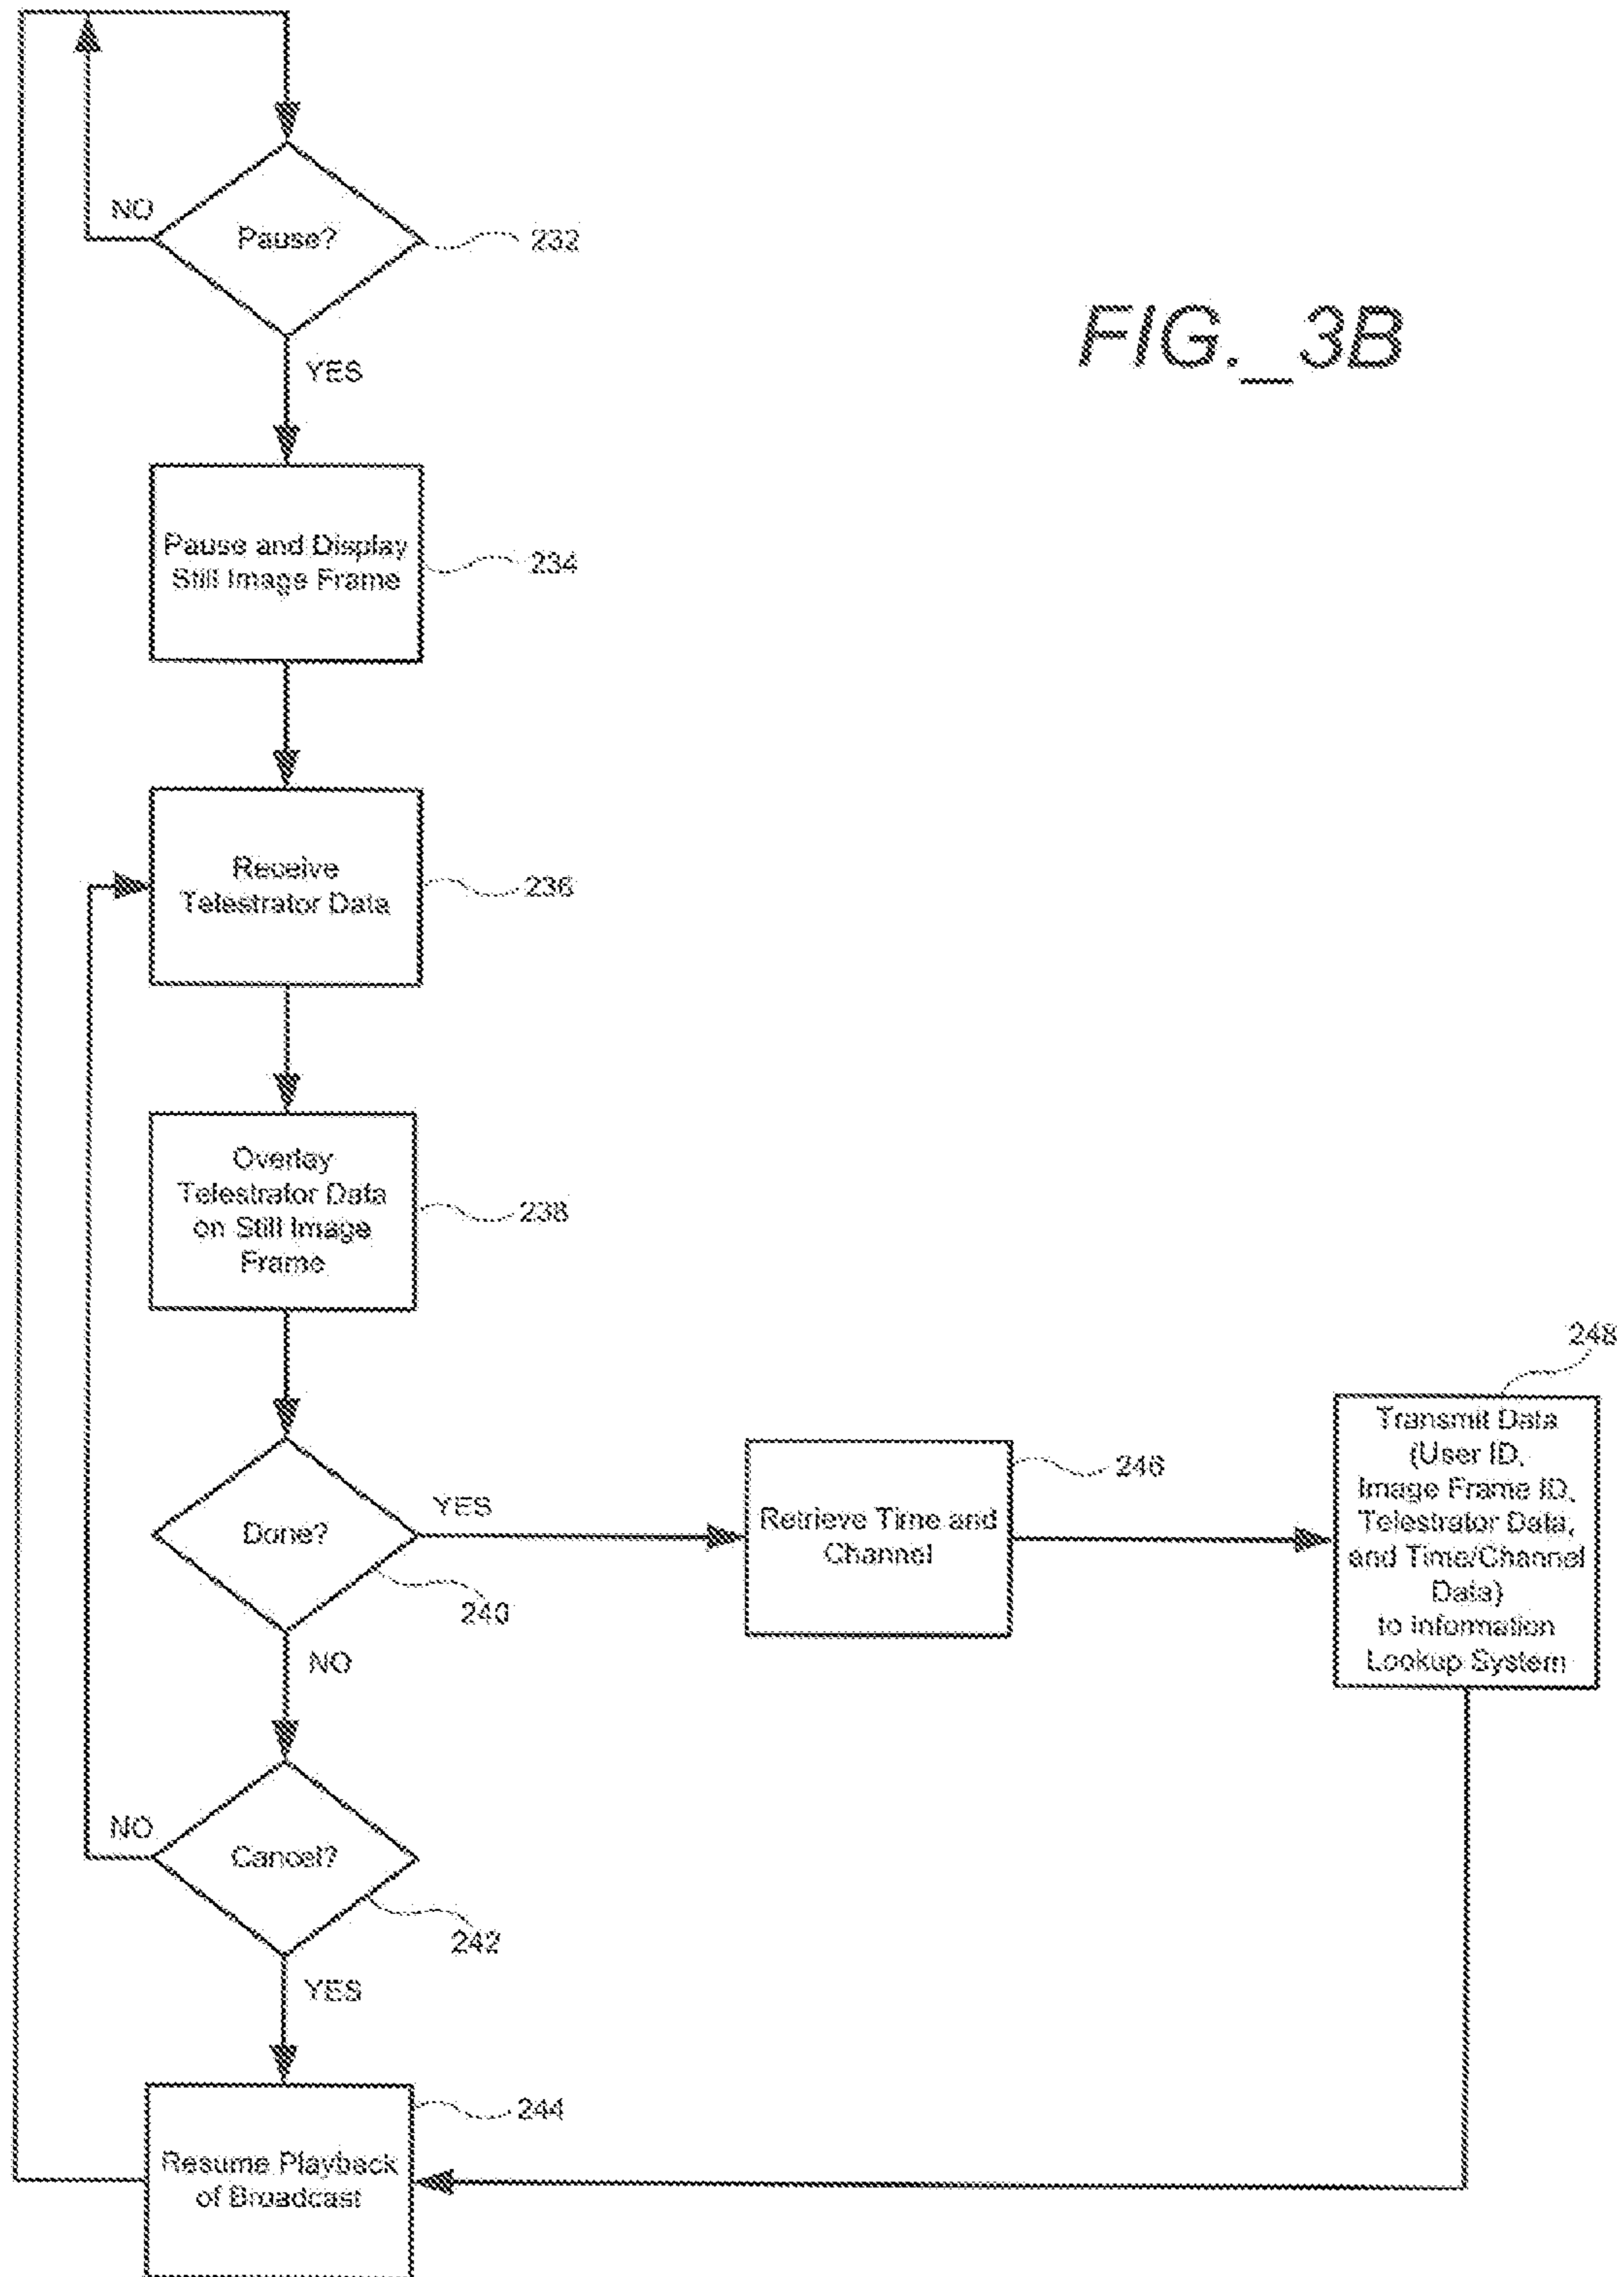 FIG._3B
NO
Pause?
232
YES
Pause and Display
Still Image Frame
234
Receive
Telestrator Data
236
Overlay
Telestrator Data
on Still Image
Frame
238
Done?
YES
240
NO
Retrieve Time and
Channel
246
248
Transmit Data
(User ID,
Image Frame ID,
Telestrator Data,
and Time/Channel
Data)
to Information
Lookup System
NO
Cancel?
242
YES
244
Resume Playback
of Broadcast